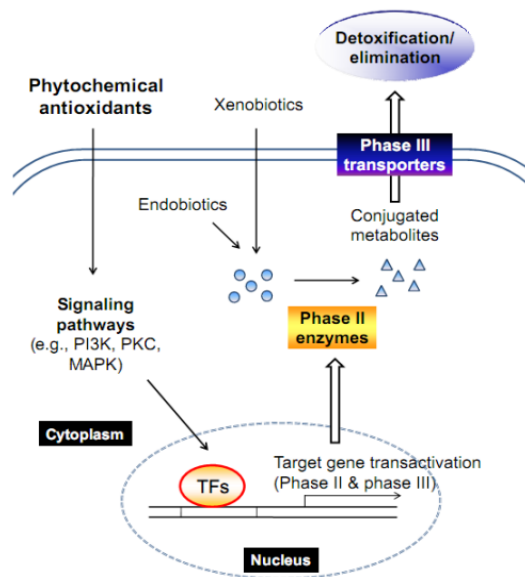 Detoxification/
elimination
Phytochemical
antioxidants
Xenobiotics
Phase III
transporters
Endobiotics
Conjugated
metabolites
Signaling
pathways
(e.g., PI3K, PKC,
MAPK)
Phase II
enzymes
Cytoplasm
TFs
Target gene transactivation
(Phase II & phase III)
Nucleus